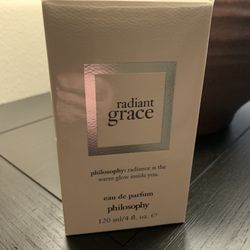 radiant
grace
philosophy: radiance is the
warm glow inside you.
eau de parfum
philosophy
120 ml/4 fl. oz. e